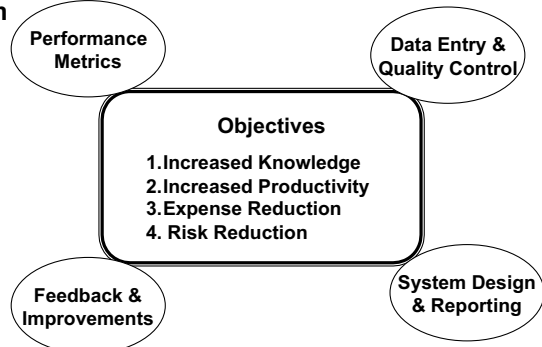 Performance
Metrics
Data Entry &
Quality Control
Objectives
1.Increased Knowledge
2.Increased Productivity
3.Expense Reduction
4. Risk Reduction
Feedback &
Improvements
System Design
& Reporting